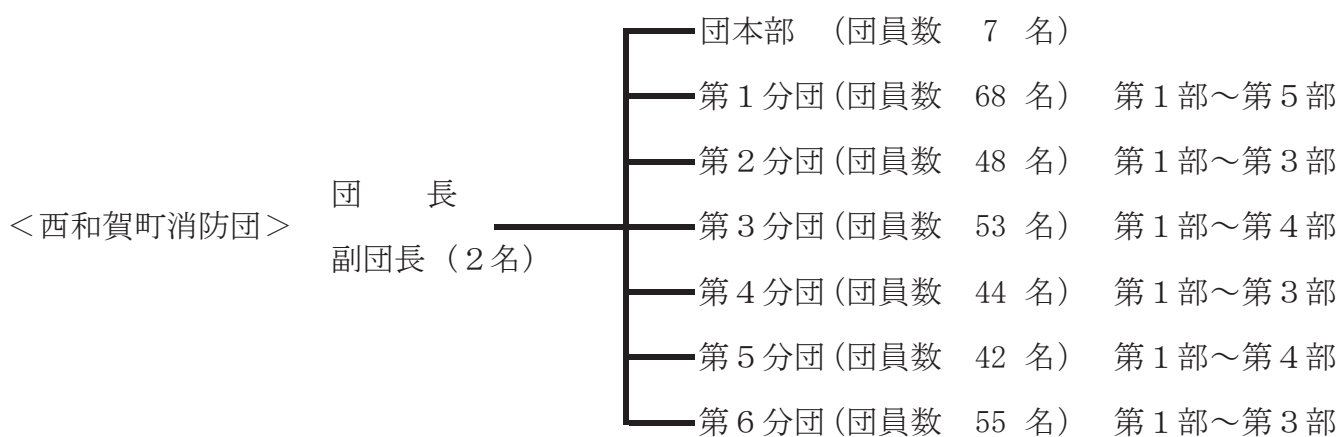 団本部　（団員数　7 名）
第１分団（団員数　68 名）　第１部～第５部
第２分団（団員数　48 名）　第１部～第３部
＜西和賀町消防団＞
団　　長
副団長（２名）
第３分団（団員数　53 名）　第１部～第４部
第４分団（団員数　44 名）　第１部～第３部
第５分団（団員数　42 名）　第１部～第４部
第６分団（団員数　55 名）　第１部～第３部